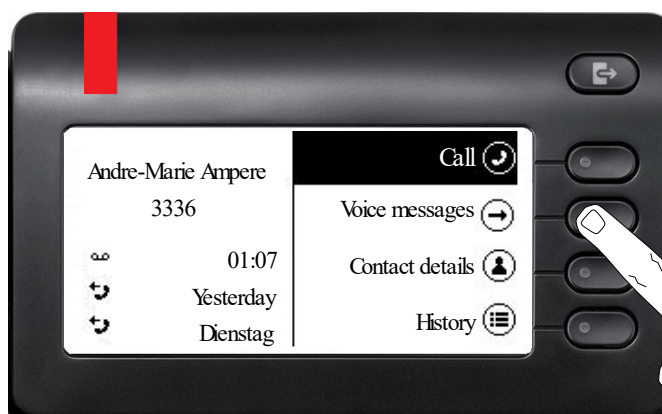 Andre-Marie Ampere
3336
01:07
Yesterday
Dienstag
Call
Voice messages
Contact details
History